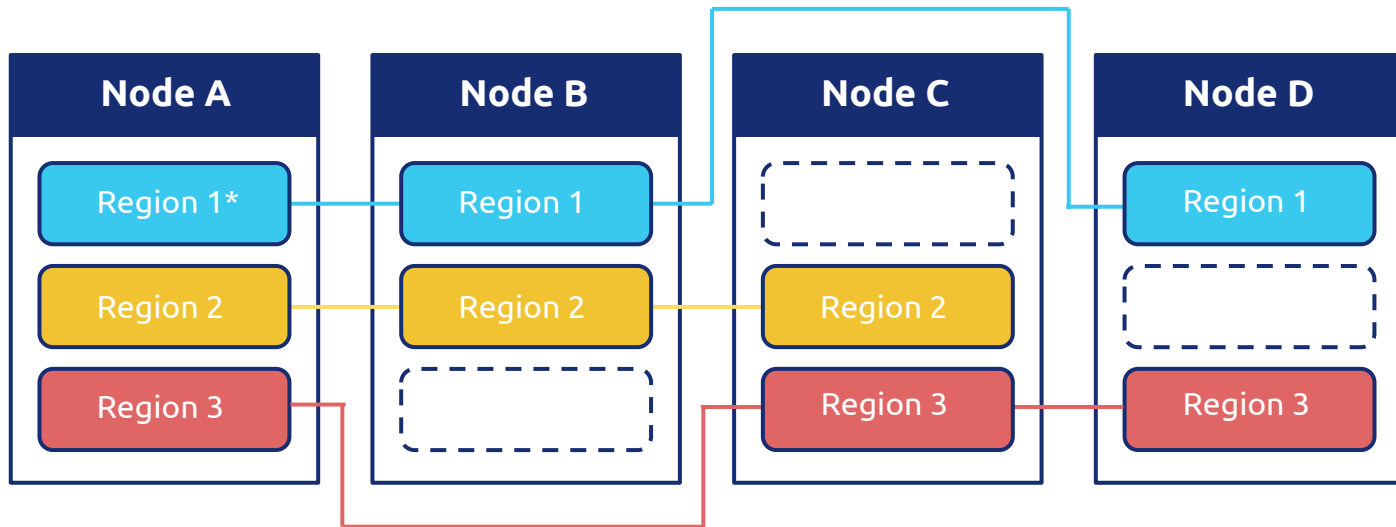 Node A
Node B
Node C
Node D
Region 1*
Region 1
Region 1
Region 2
Region 2
Region 2
Region 3
Region 3
Region 3